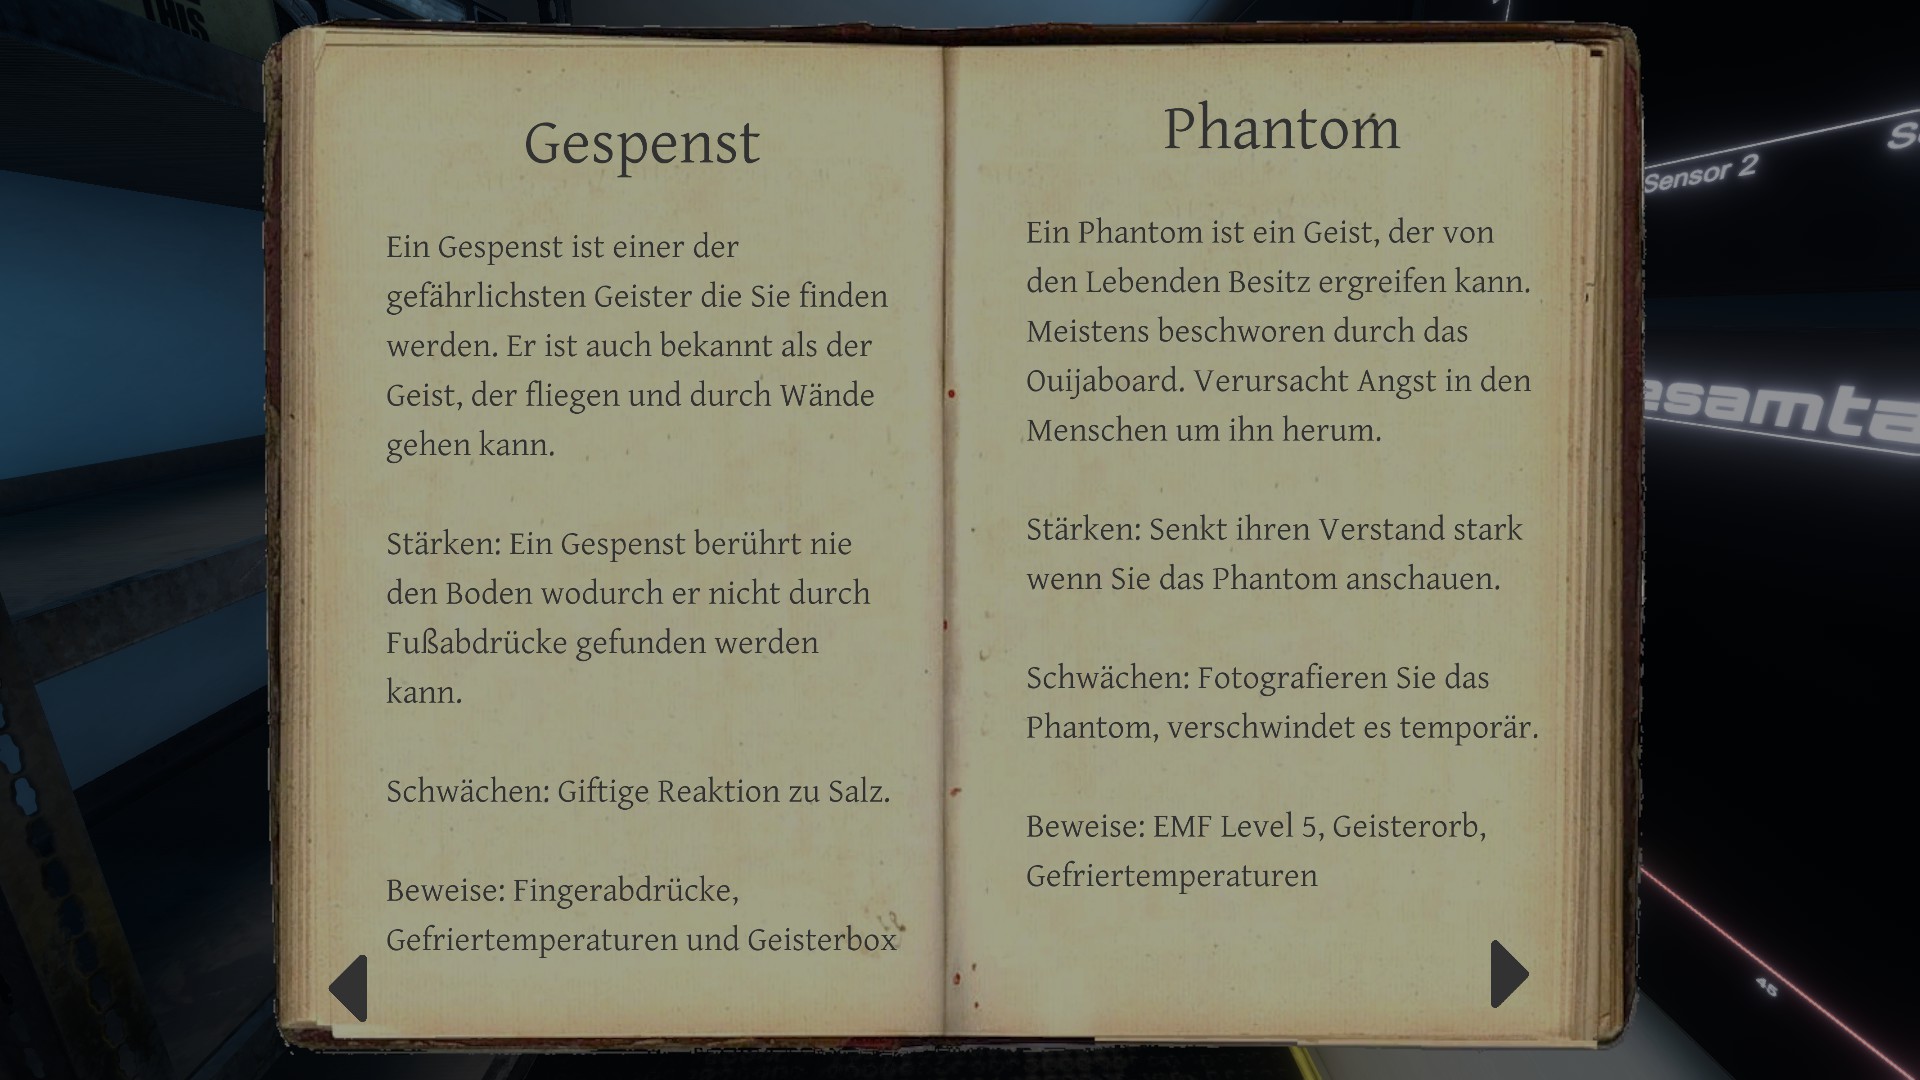 THIS
Gespenst
Ein Gespenst ist einer der
gefährlichsten Geister die Sie finden
werden. Er ist auch bekannt als der
Geist, der fliegen und durch Wände
gehen kann.
Stärken: Ein Gespenst berührt nie
den Boden wodurch er nicht durch
Fußabdrücke gefunden werden
kann.
Schwächen: Giftige Reaktion zu Salz.
Beweise: Fingerabdrücke,
Gefriertemperaturen und Geisterbox
Phantom
Ein Phantom ist ein Geist, der von
den Lebenden Besitz ergreifen kann.
Meistens beschworen durch das
Ouijaboard. Verursacht Angst in den
Menschen um ihn herum.
Stärken: Senkt ihren Verstand stark
wenn Sie das Phantom anschauen.
Schwächen: Fotografieren Sie das
Phantom, verschwindet es temporär.
Beweise: EMF Level 5, Geisterorb,
Gefriertemperaturen
Sensor 2
45